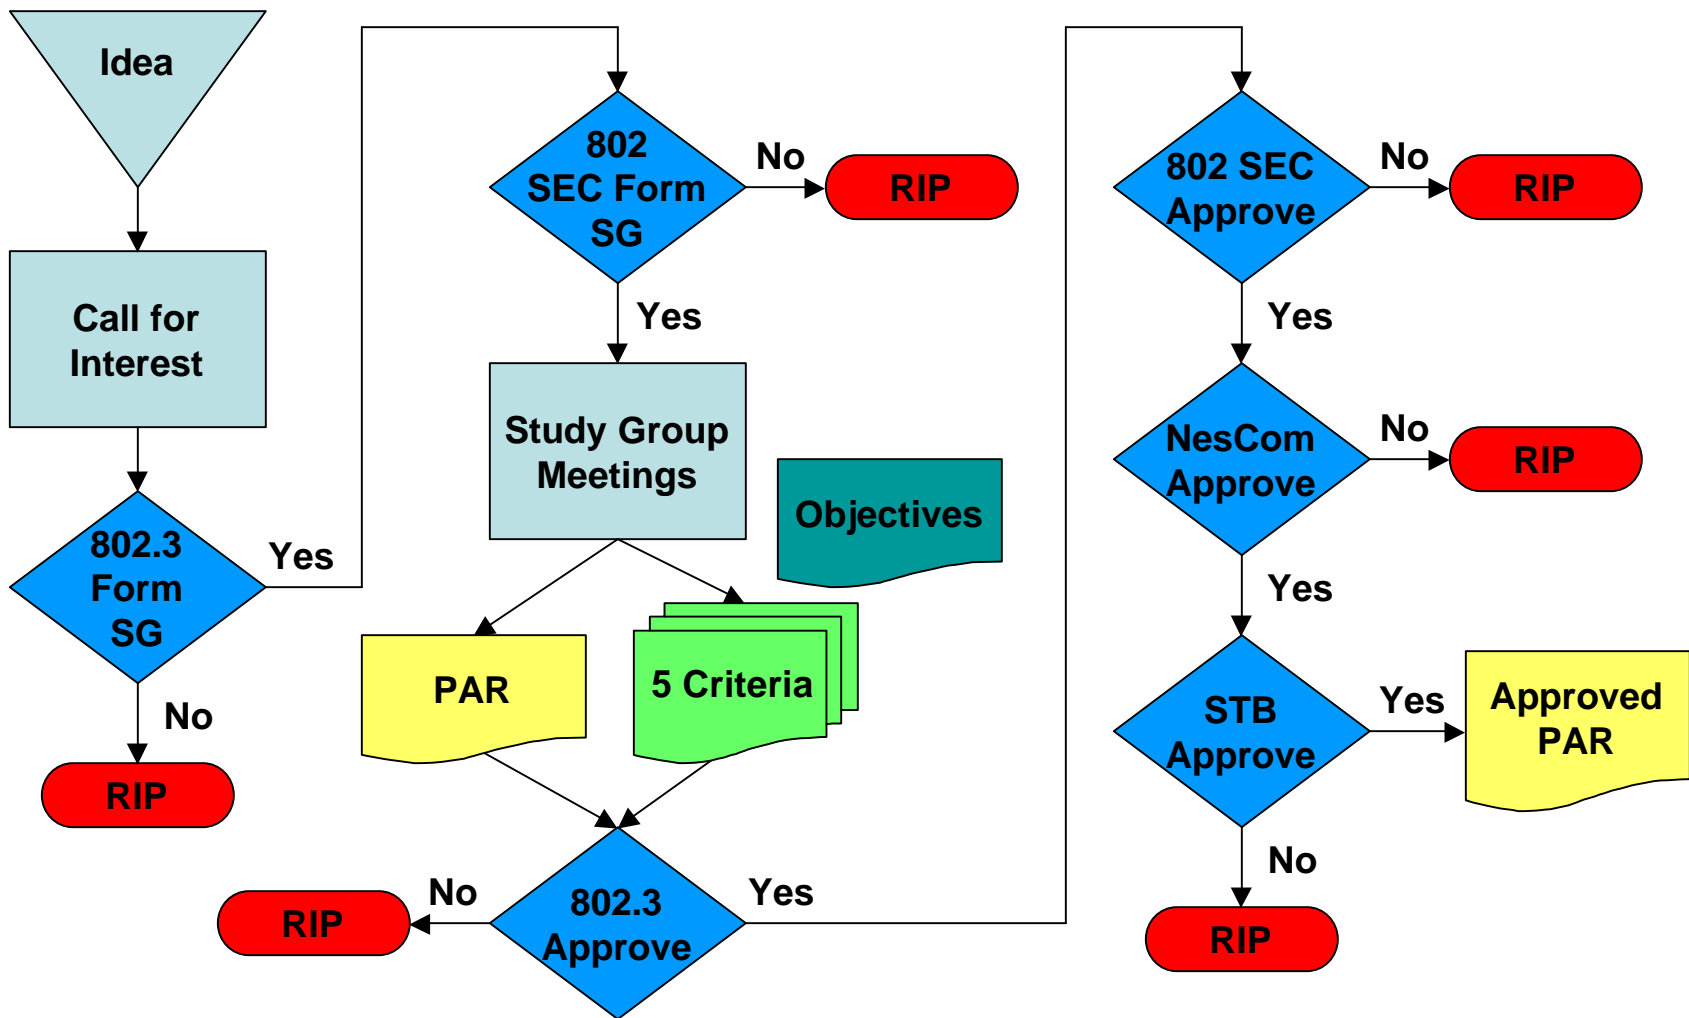 Idea
Call for
Interest
802.3
Form
SG
Yes
No
RIP
802
SEC Form
SG
No
RIP
Yes
Study Group
Meetings
Objectives
PAR
5 Criteria
802.3
Approve
No
RIP
Yes
802 SEC
Approve
No
RIP
Yes
NesCom
Approve
No
RIP
Yes
STB
Approve
Yes
Approved
PAR
No
RIP